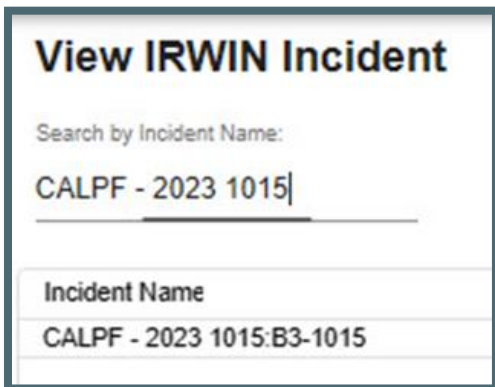 View IRWIN Incident
Search by Incident Name:
CALPF - 2023 1015
Incident Name
CALPF - 2023 1015:B3-1015